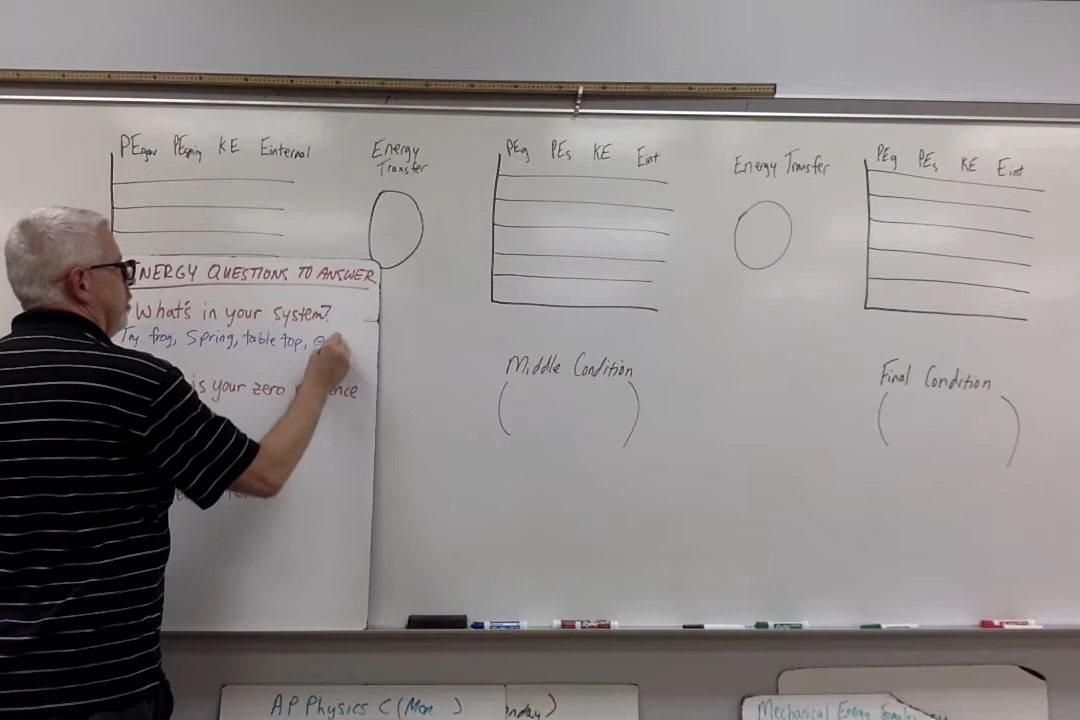 PEgrav PEspring KE Einternal
Energy Transfer
PEg PEs KE Eint
Energy Transfer
PEg PEs KE Eint
ENERGY QUESTIONS TO ANSWER
What's in your system?
Toy frog, Spring, table top,
is your zero
Middle Condition
( )
Final Condition
( )
AP Physics C (Mon )
nday)
Mechanical Energy